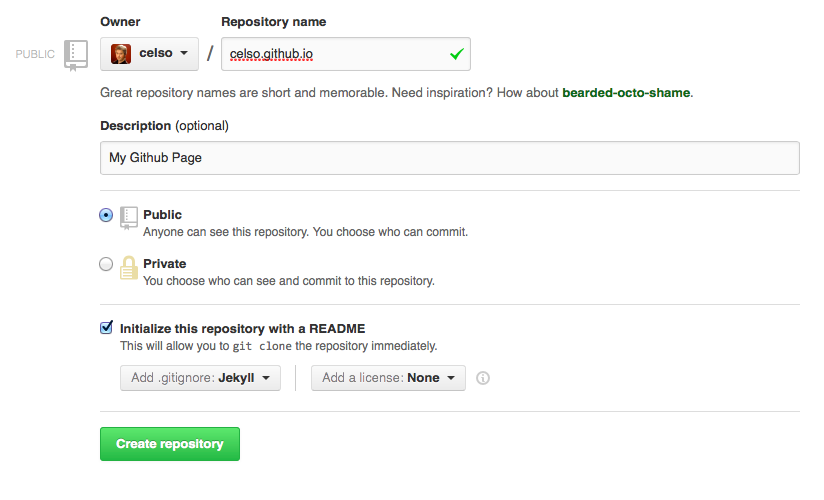 Owner Repository name
PUBLIC celso / celso.github.io
Great repository names are short and memorable. Need inspiration? How about bearded-octo-shame.
Description (optional)
My Github Page
Public
Anyone can see this repository. You choose who can commit.
Private
You choose who can see and commit to this repository.
Initialize this repository with a README
This will allow you to git clone the repository immediately.
Add .gitignore: Jekyll Add a license: None
Create repository